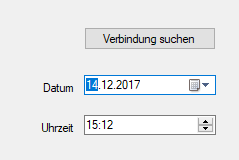 Verbindung suchen
Datum 14.12.2017
Uhrzeit 15:12